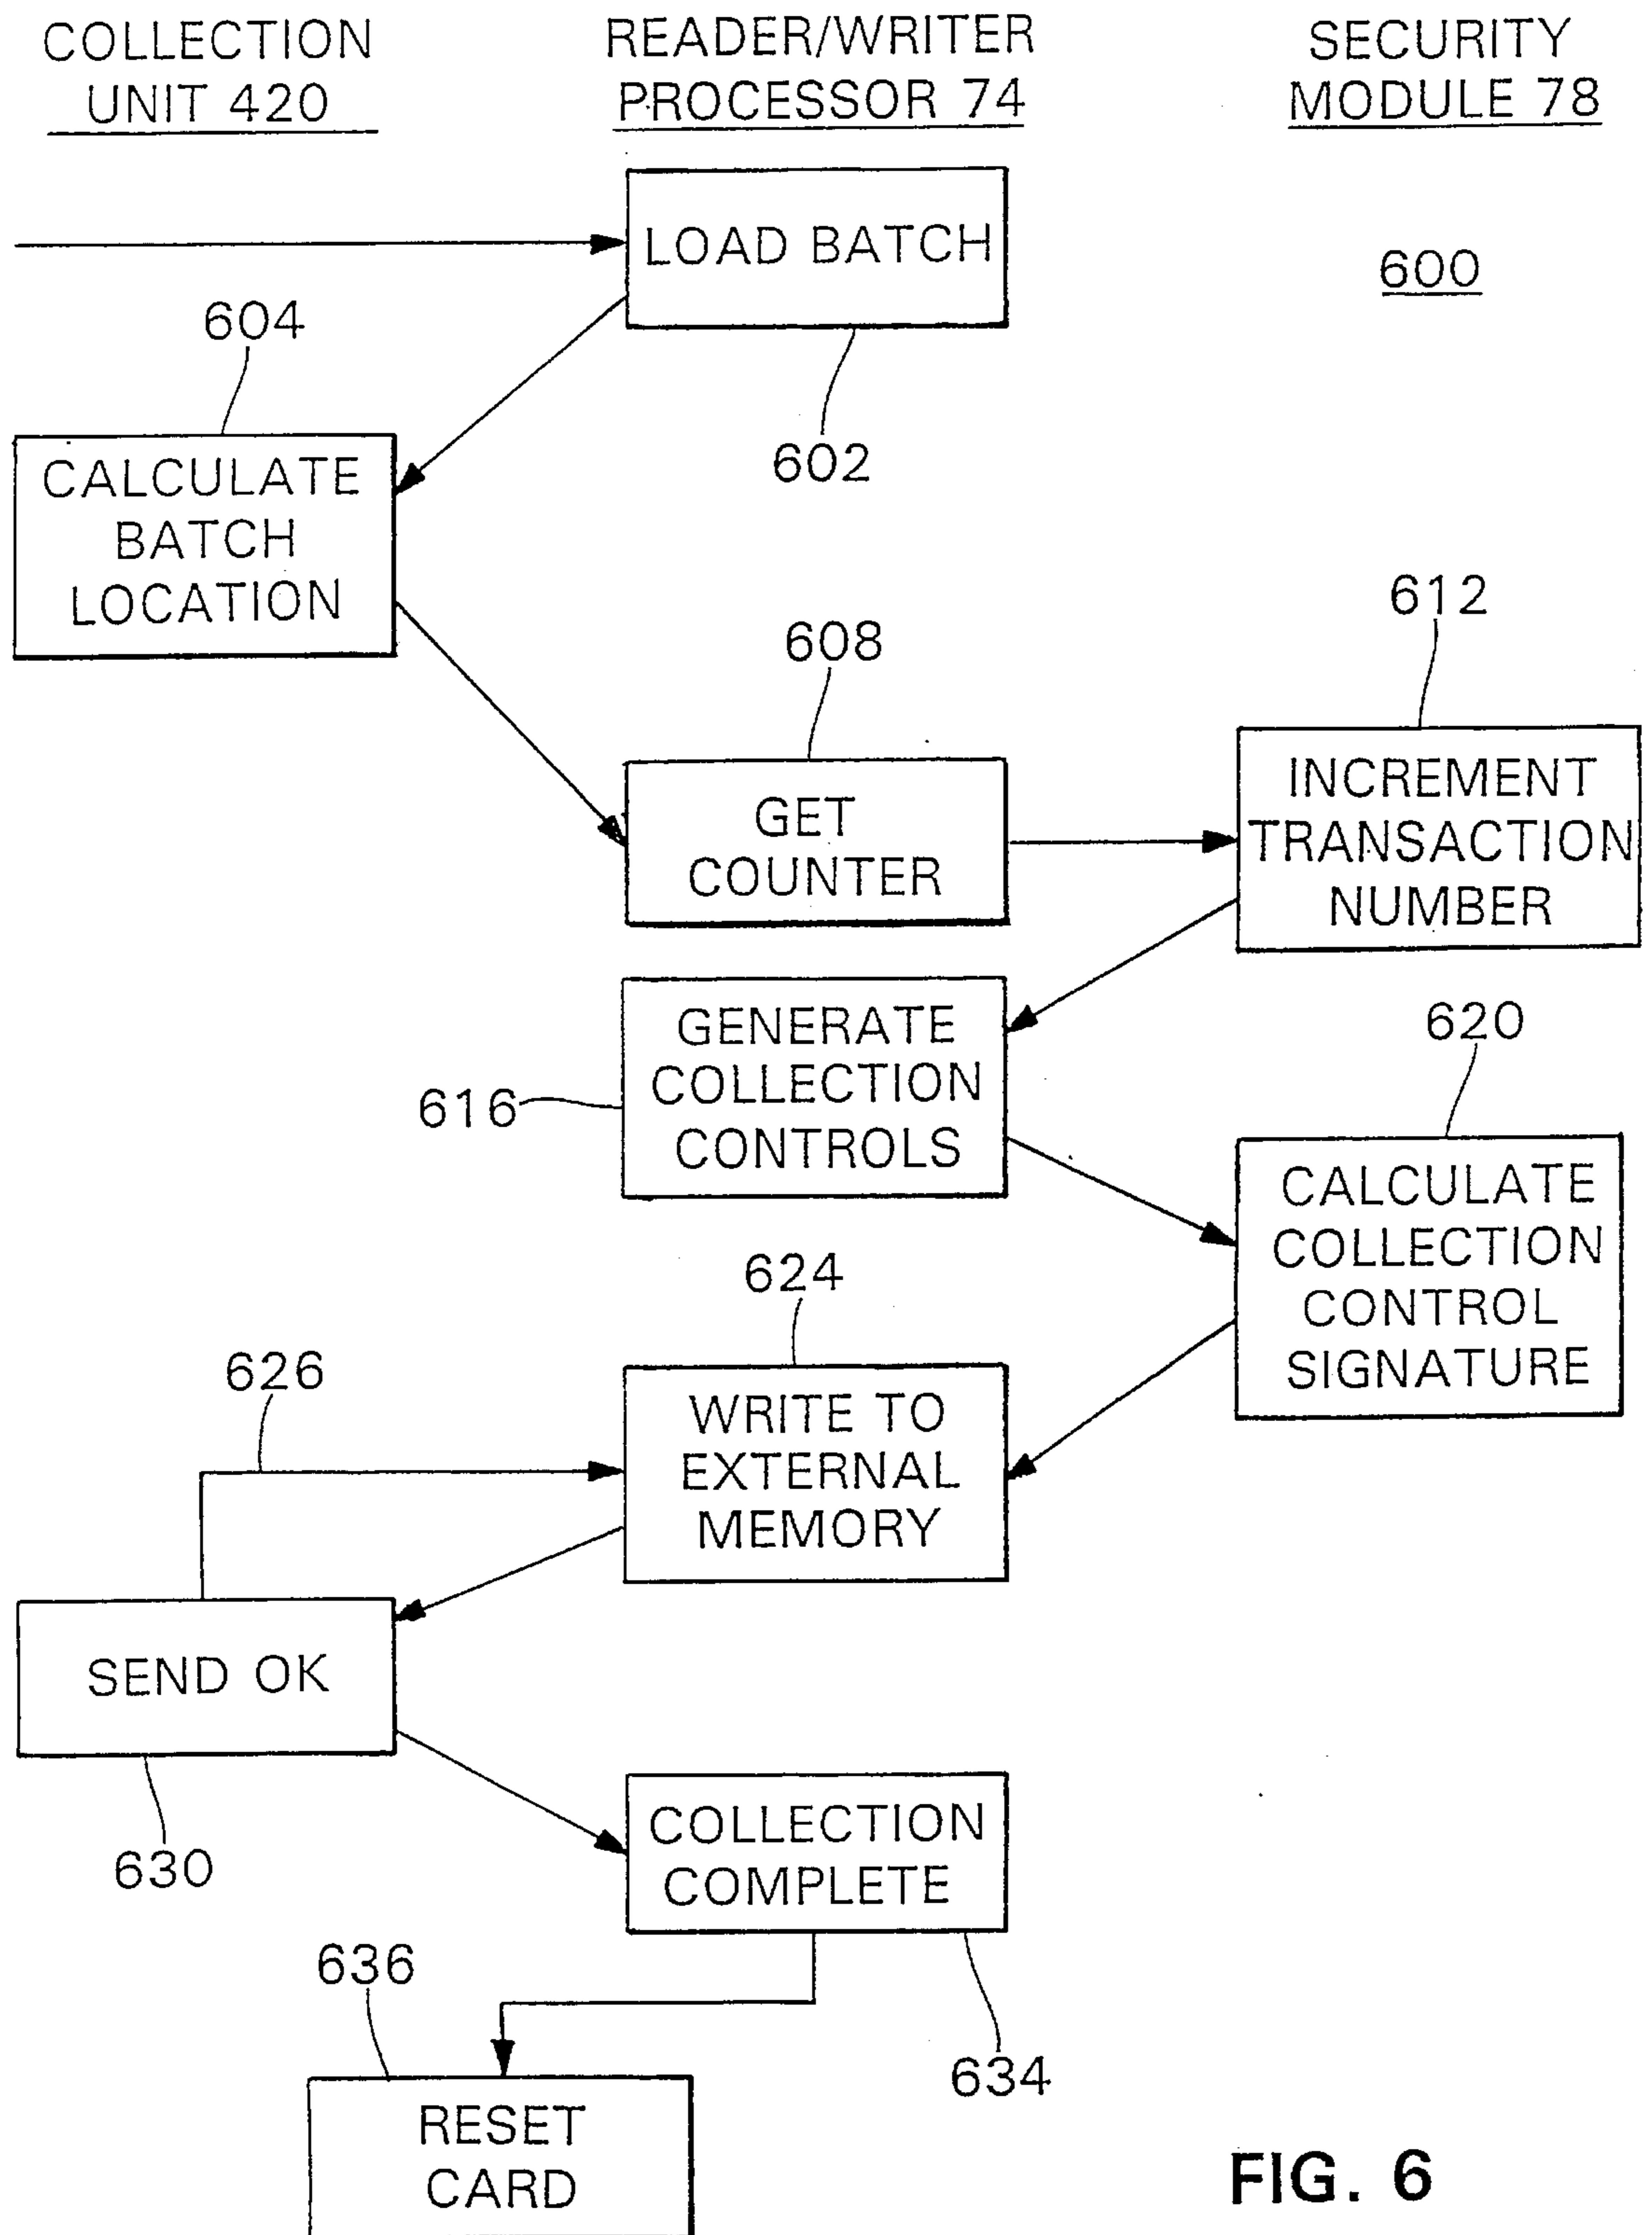 COLLECTION
UNIT 420
READER/WRITER
PROCESSOR 74
SECURITY
MODULE 78
LOAD BATCH
600
604
602
CALCULATE
BATCH
LOCATION
612
608
INCREMENT
TRANSACTION
NUMBER
GET
COUNTER
GENERATE
COLLECTION
CONTROLS
616
620
CALCULATE
COLLECTION
CONTROL
SIGNATURE
624
626
WRITE TO
EXTERNAL
MEMORY
SEND OK
630
COLLECTION
COMPLETE
636
634
RESET
CARD
FIG. 6